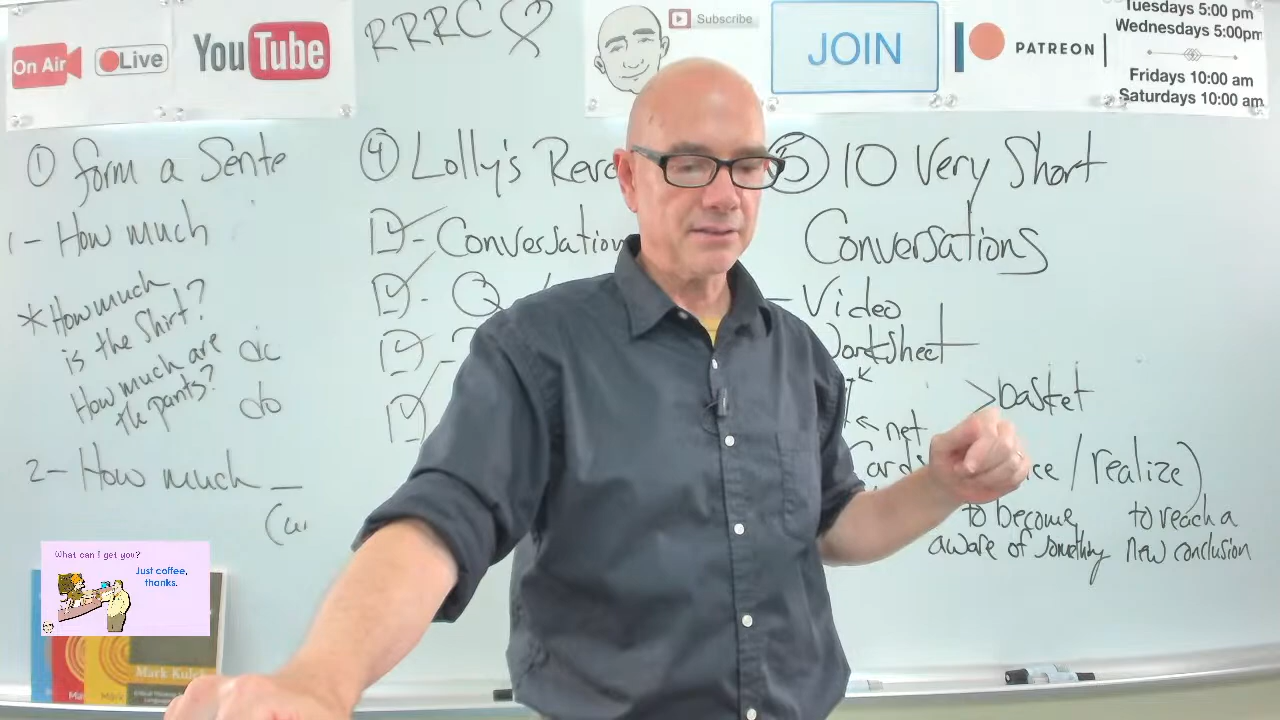 On Air
Live
YouTube
RRRC
Subscribe
JOIN
PATREON
Tuesdays 5:00 pm
Wednesdays 5:00pm
Fridays 10:00 am
Saturdays 10:00 am
① form a Sente
1- How much
*How much
is the Shirt?
How much are
the pants?
2- How much _
④ Lolly's
- Conversation
- Q
⑤ 10 Very Short
Conversations
- Video
> basket
← net
/ realize)
to become
aware of something
to reach a
new conclusion
What can I get you?
Just coffee,
thanks.
Mark